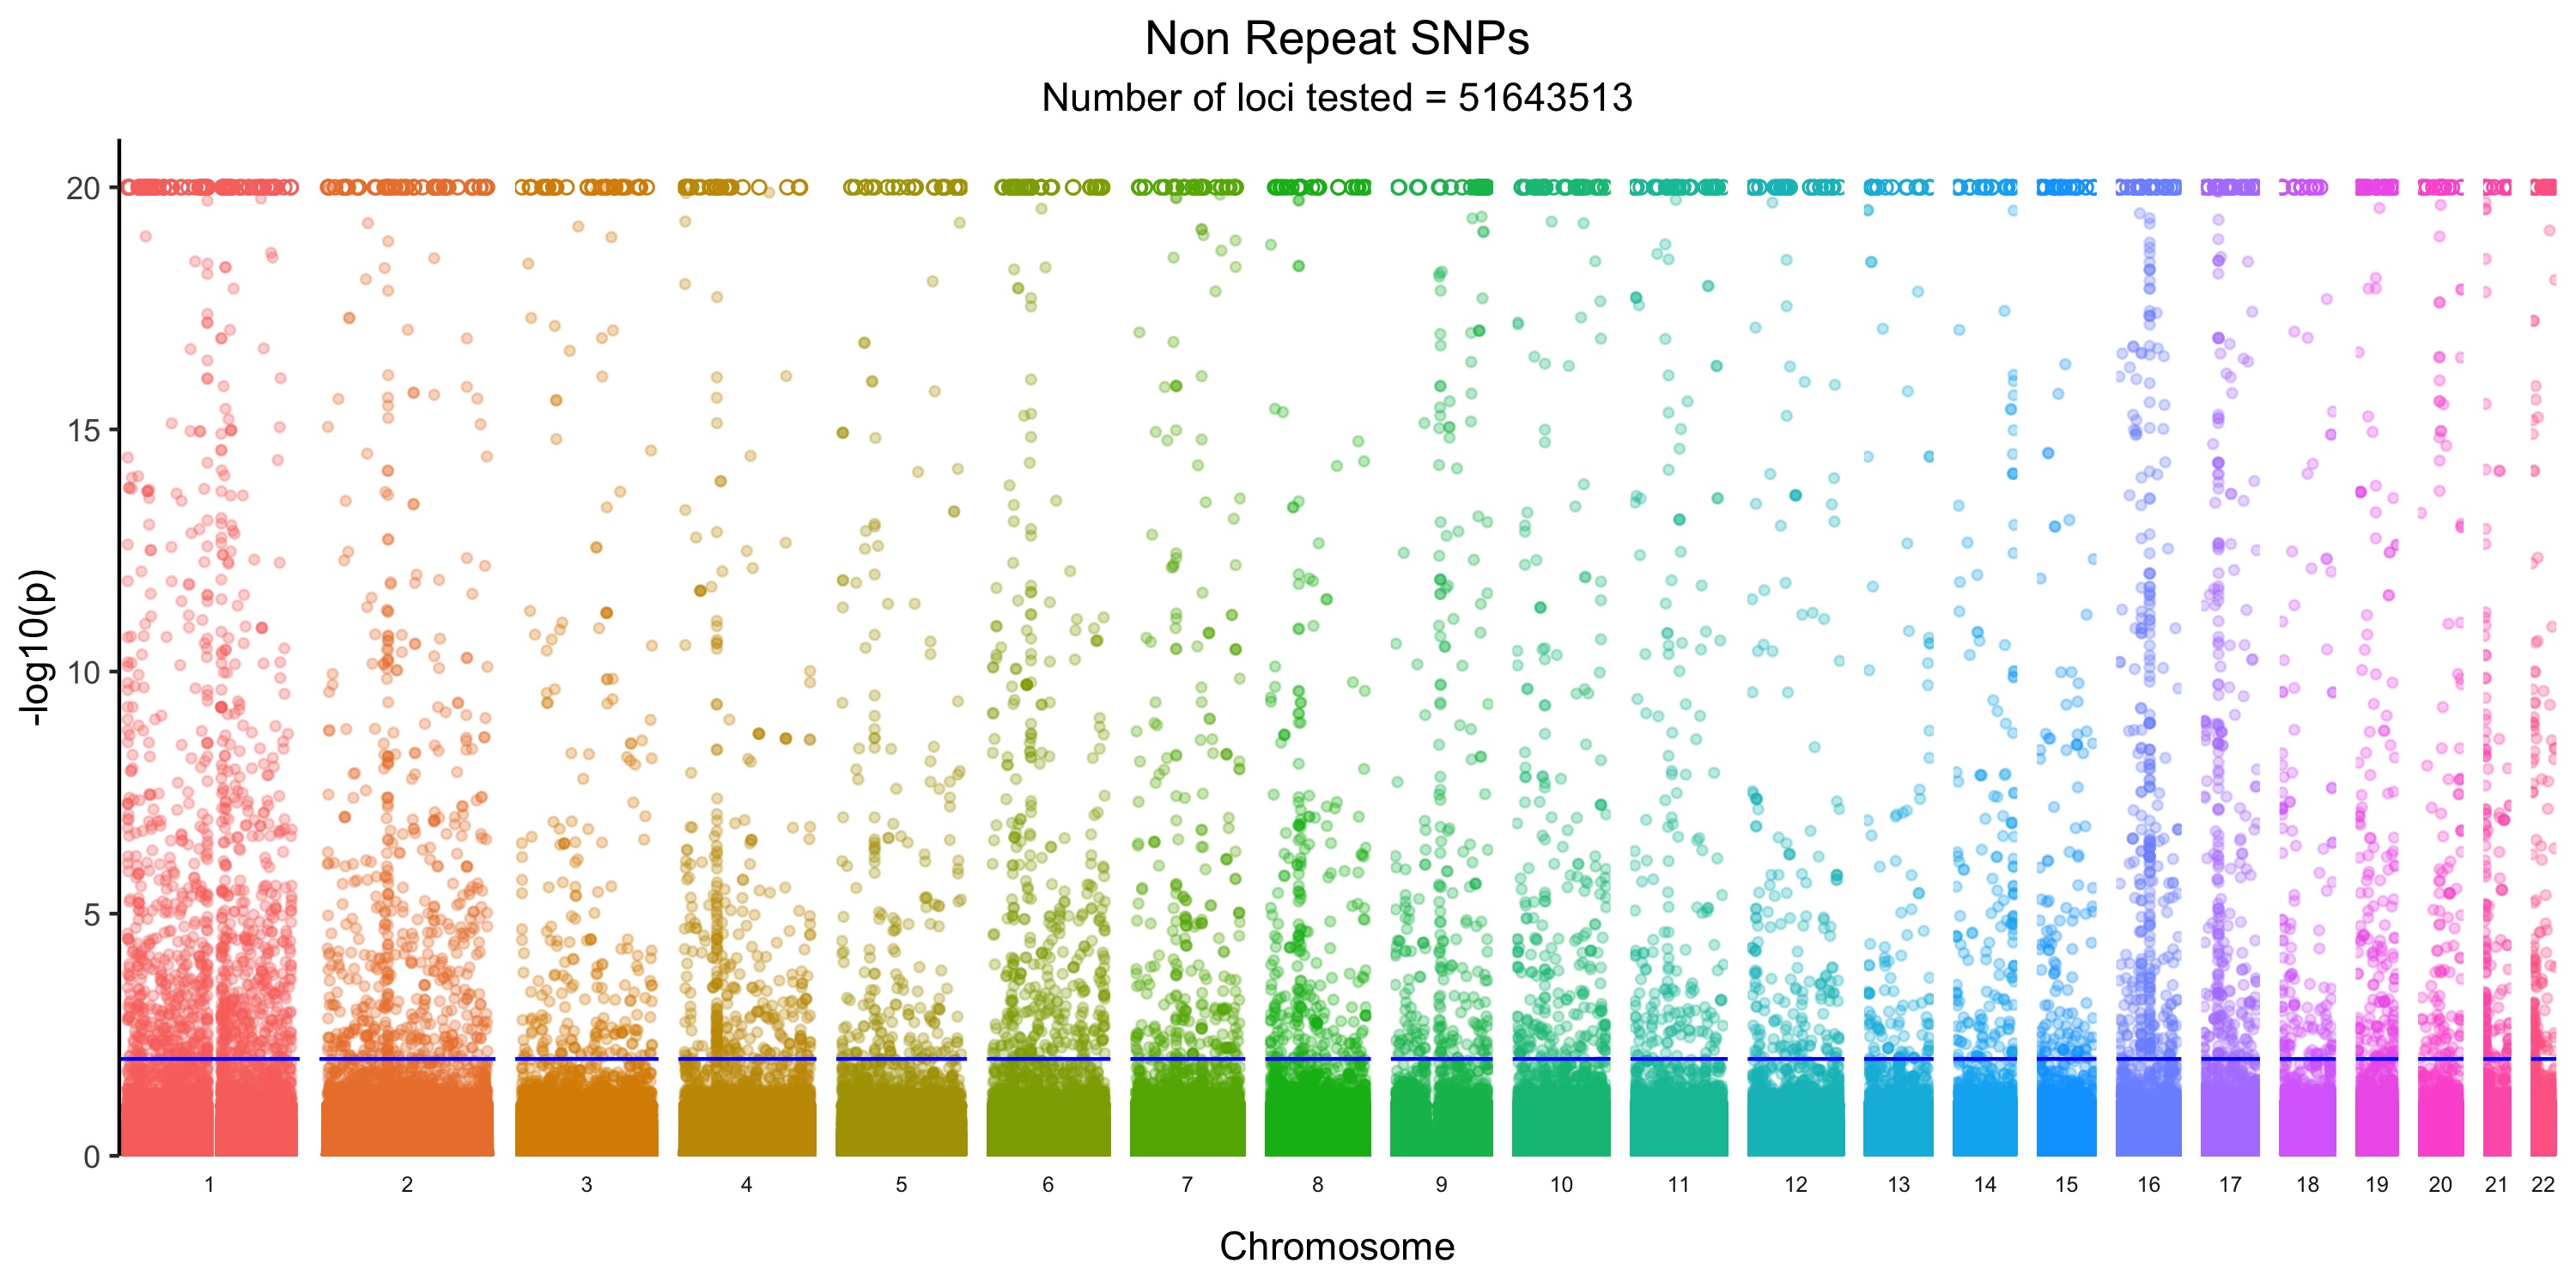 Non Repeat SNPs
Number of loci tested = 51643513
20
15
10
5
0
-log10(p)
1 2 3 4 5 6 7 8 9 10 11 12 13 14 15 16 17 18 19 20 21 22
Chromosome